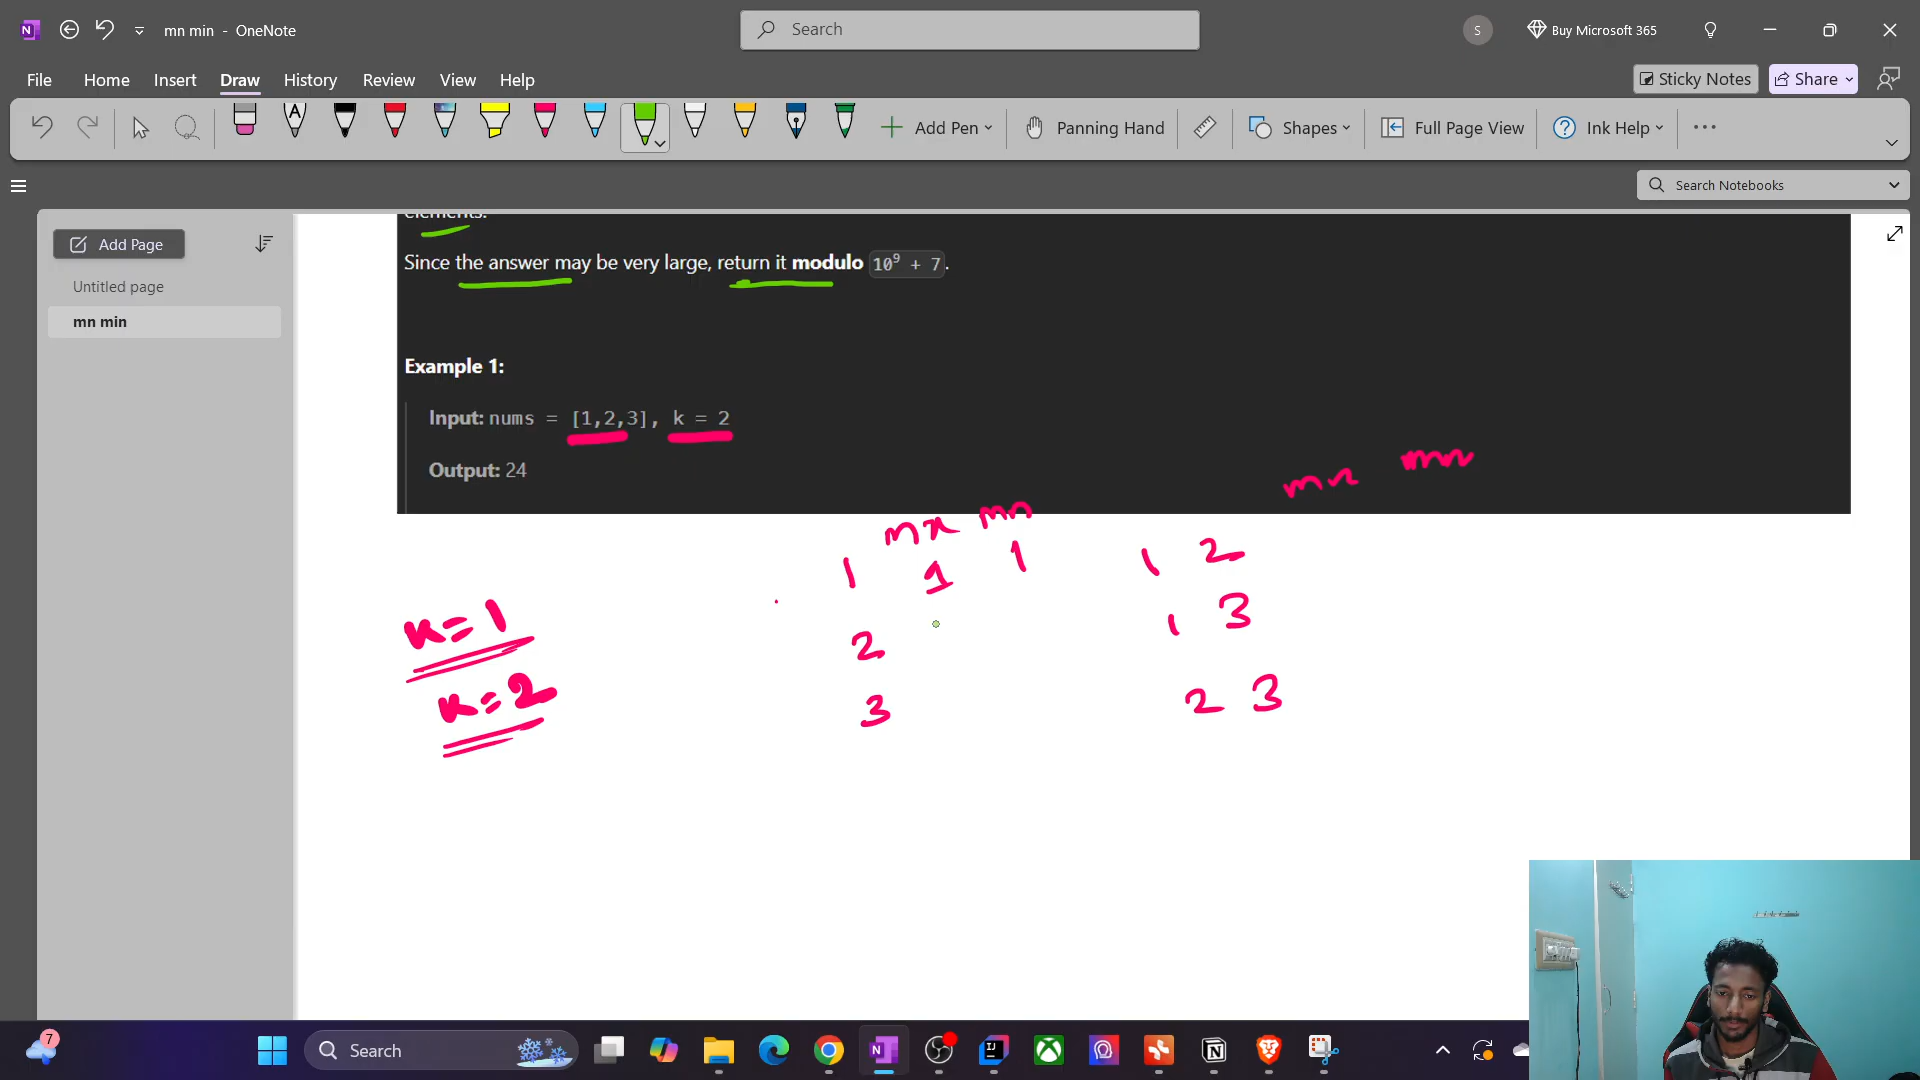 mn min - OneNote
Search
S
Buy Microsoft 365
File Home Insert Draw History Review View Help
Sticky Notes
Share
A
Add Pen
Panning Hand
Shapes
Full Page View
Ink Help
Search Notebooks
Add Page
Untitled page
mn min
elements.
Since the answer may be very large, return it modulo 10⁹ + 7.
Example 1:
Input: nums = [1,2,3], k = 2
Output: 24
mn mn
mx mn
1 1 1 1 2
k=1
2 1 3
k=2
3 2 3
7
Search